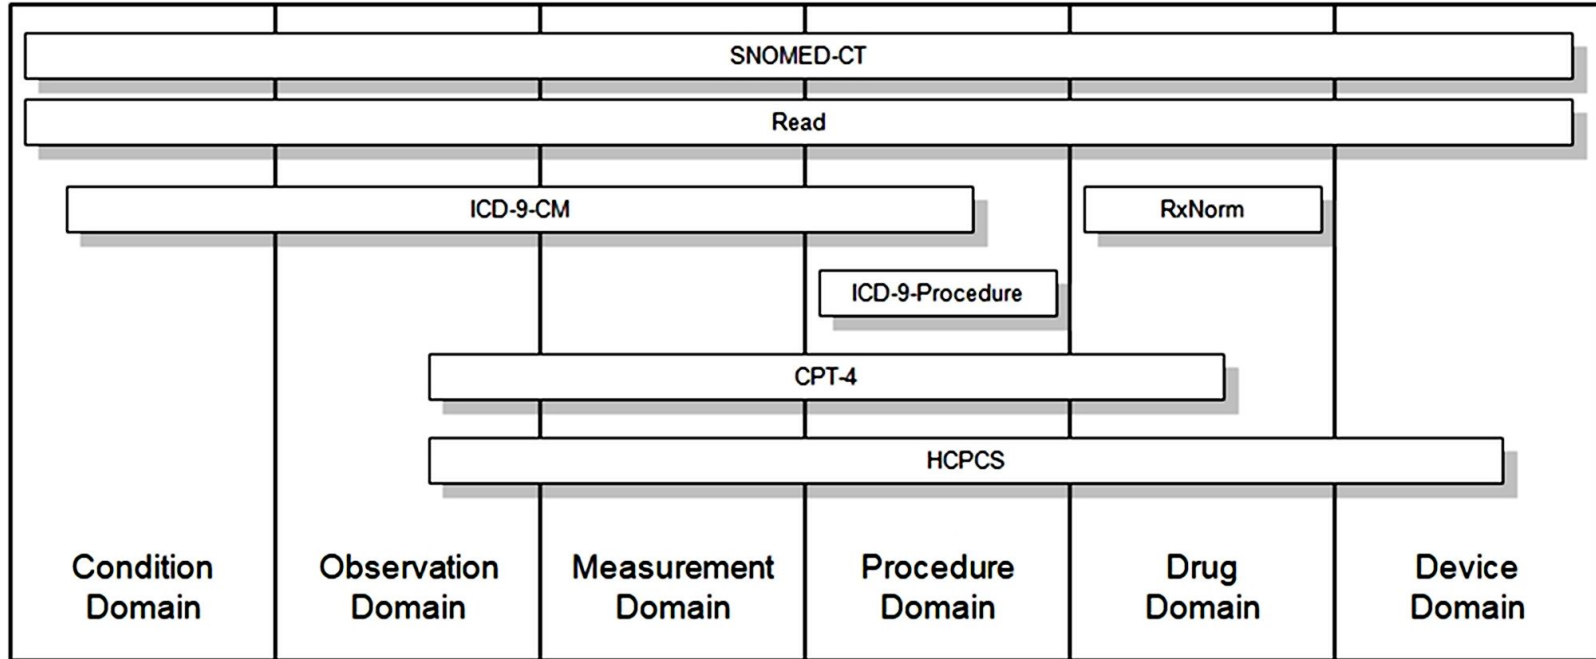 SNOMED-CT
Read
ICD-9-CM
RxNorm
ICD-9-Procedure
CPT-4
HCPCS
Condition
Domain
Observation
Domain
Measurement
Domain
Procedure
Domain
Drug
Domain
Device
Domain